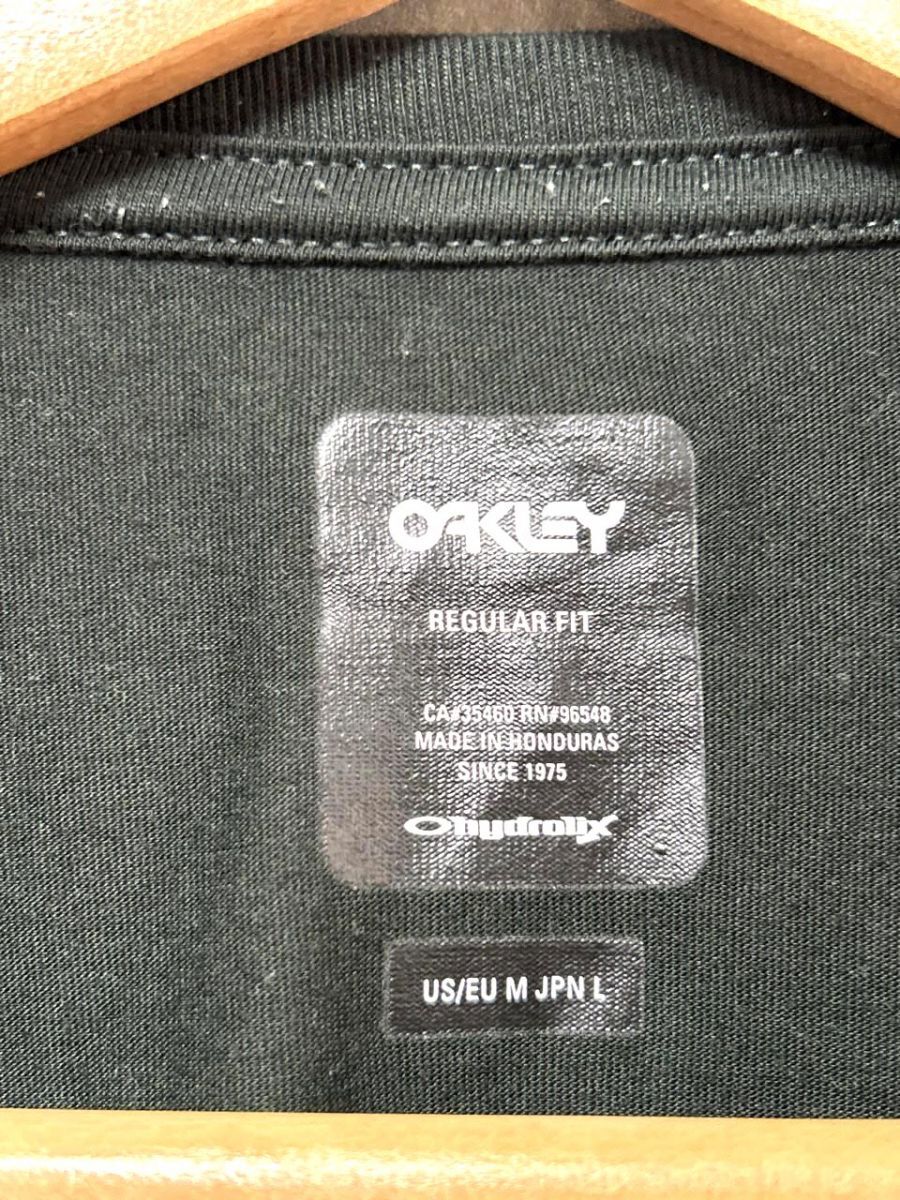 OAKLEY
REGULAR FIT
CA#35460 RN#96548
MADE IN HONDURAS
SINCE 1975
hydrolix
US/EU M JPN L